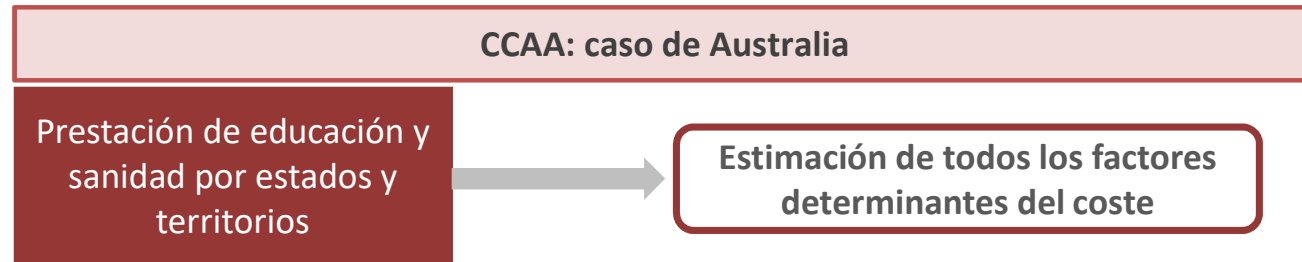 CCAA: caso de Australia
Prestación de educación y
sanidad por estados y
territorios
Estimación de todos los factores
determinantes del coste